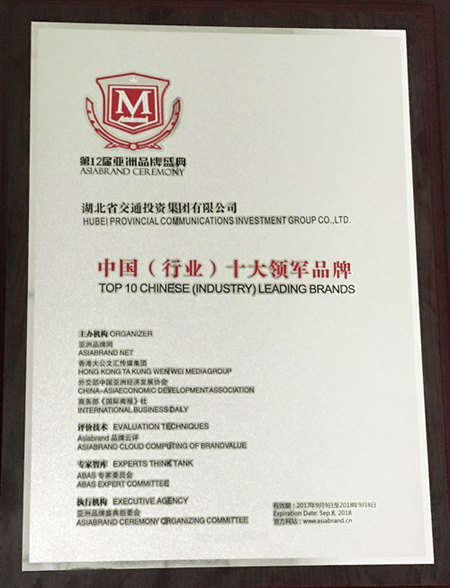 M
第12届亚洲品牌盛典
ASIABRAND CEREMONY
湖北省交通投资集团有限公司
HUBEI PROVINCIAL COMMUNICATIONS INVESTMENT GROUP CO.,LTD.
中国（行业）十大领军品牌
TOP 10 CHINESE (INDUSTRY) LEADING BRANDS
主办机构 ORGANIZER
亚洲品牌网
ASIABRAND NET
香港大公文汇传媒集团
HONG KONG TA KUNG WENWEI MEDIAGROUP
外交部中国亚洲经济发展协会
CHINA-ASIAECONOMIC DEVELOPMENTASSOCIATION
商务部《国际商报》社
INTERNATIONAL BUSINESS DAILY
评价技术 EVALUATION TECHNIQUES
Asiabrand 品牌云评
ASIABRAND CLOUD COMPUTING OF BRANDVALUE
专家智库 EXPERTS THINK TANK
ABAS 专家委员会
ABAS EXPERT COMMITTEE
执行机构 EXECUTIVE AGENCY
亚洲品牌盛典组委会
ASIABRAND CEREMONY ORGANIZING COMMITTEE
有效期：2017年9月9日至2018年9月8日
Expiration Date: Sep.8, 2018
官方网站：www.asiabrand.cn